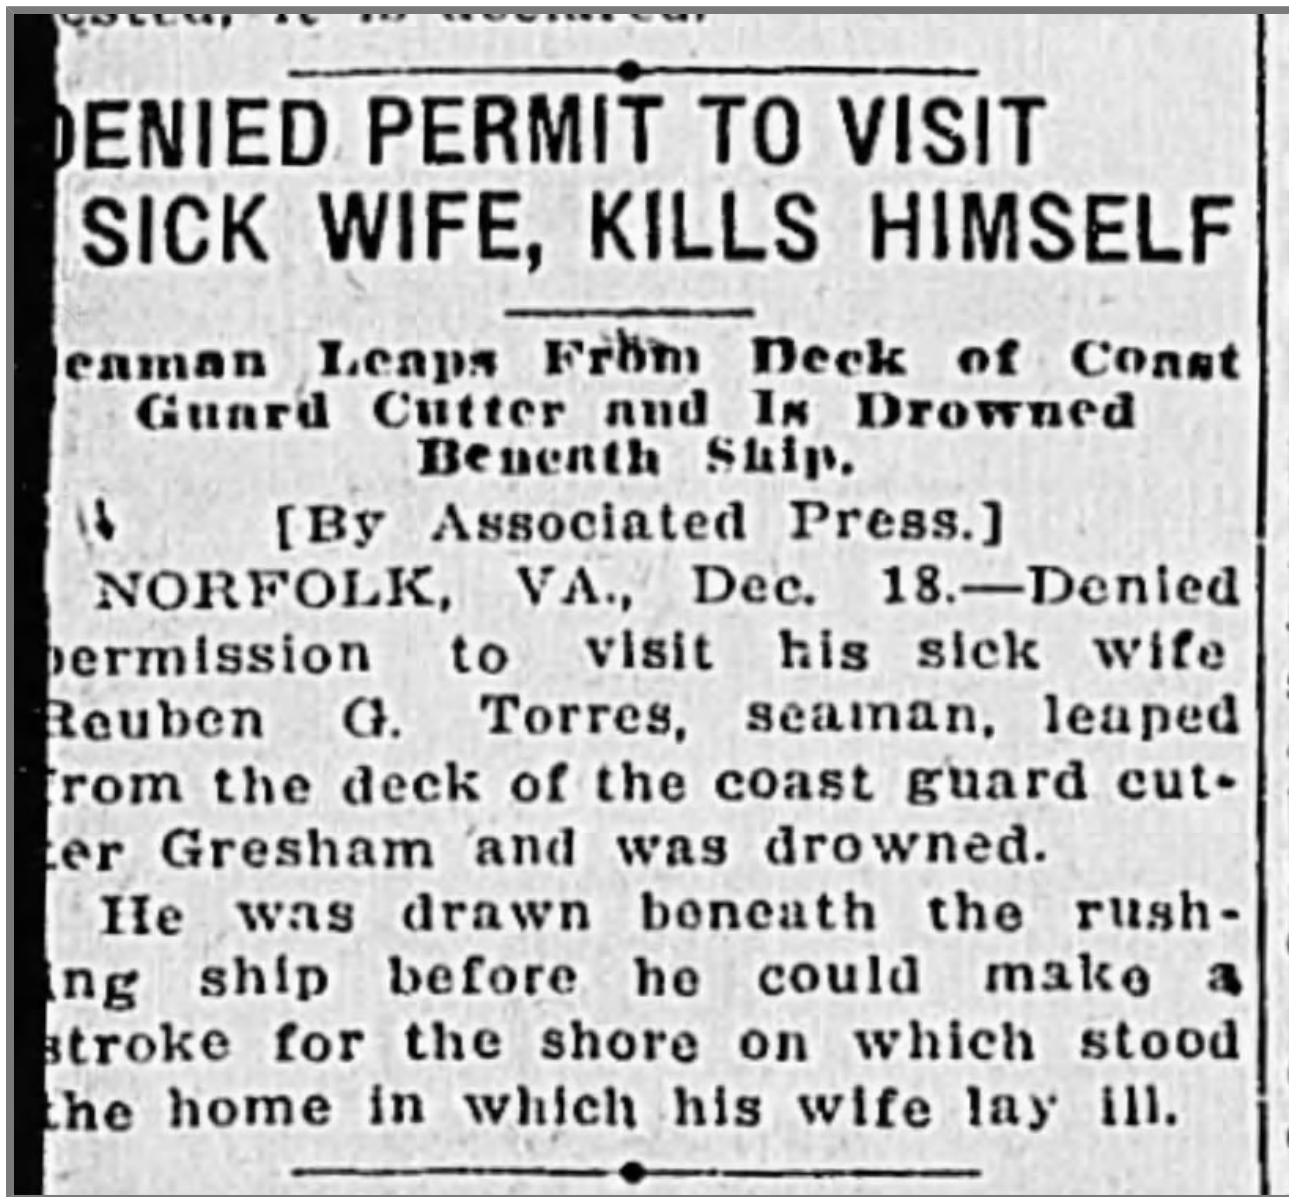 DENIED PERMIT TO VISIT
SICK WIFE, KILLS HIMSELF
eaman Leaps From Deck of Coast
Guard Cutter and Is Drowned
Beneath Ship.
[By Associated Press.]
NORFOLK, VA., Dec. 18.—Denied
permission to visit his sick wife
Reuben G. Torres, seaman, leaped
from the deck of the coast guard cut-
ter Gresham and was drowned.
He was drawn beneath the rush-
ing ship before he could make a
stroke for the shore on which stood
the home in which his wife lay ill.